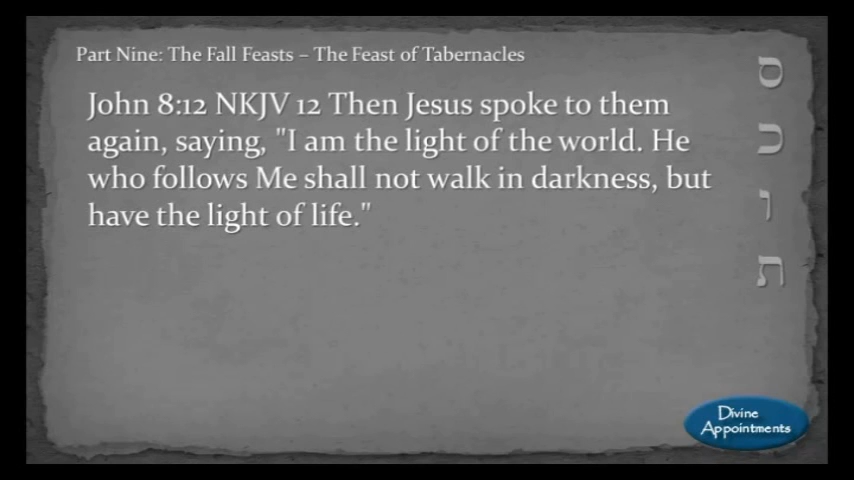 Part Nine: The Fall Feasts – The Feast of Tabernacles
John 8:12 NKJV 12 Then Jesus spoke to them
again, saying, "I am the light of the world. He
who follows Me shall not walk in darkness, but
have the light of life."
ת
Divine
Appointments